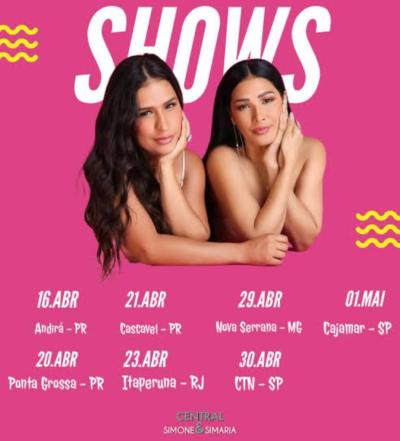 SHOWS
16.ABR
Andirá - PR
21.ABR
Cascavel - PR
29.ABR
Nova Serrana - MG
01.MAI
Cajamar - SP
20.ABR
Ponta Grossa - PR
23.ABR
Itaperuna - RJ
30.ABR
CTN - SP
CENTRAL
SIMONE & SIMARIA